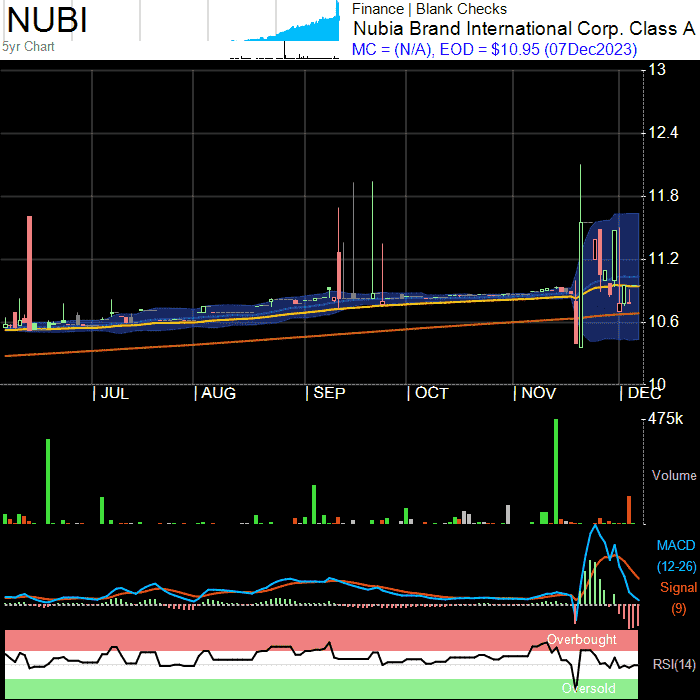 NUBI
5yr Chart
Finance | Blank Checks
Nubia Brand International Corp. Class A
MC = (N/A), EOD = $10.95 (07Dec2023)
13
12.4
11.8
11.2
10.6
10
JUL AUG SEP OCT NOV DEC
475k
Volume
MACD
(12-26)
Signal
(9)
Overbought
RSI(14)
Oversold